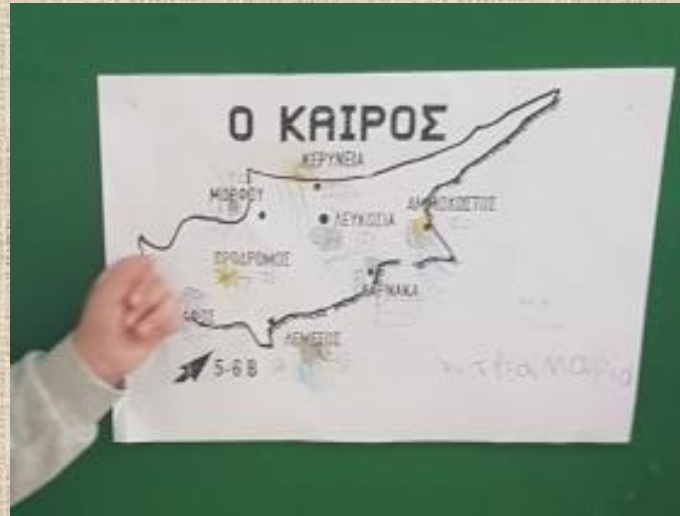 Ο ΚΑΙΡΟΣ
ΚΕΡΥΝΕΙΑ
ΜΟΡΦΟΥ
ΑΜΜΟΧΩΣΤΟΣ
ΛΕΥΚΩΣΙΑ
ΠΡΟΔΡΟΜΟΣ
ΛΑΡΝΑΚΑ
ΛΕΜΕΣΟΣ
5-6 Β